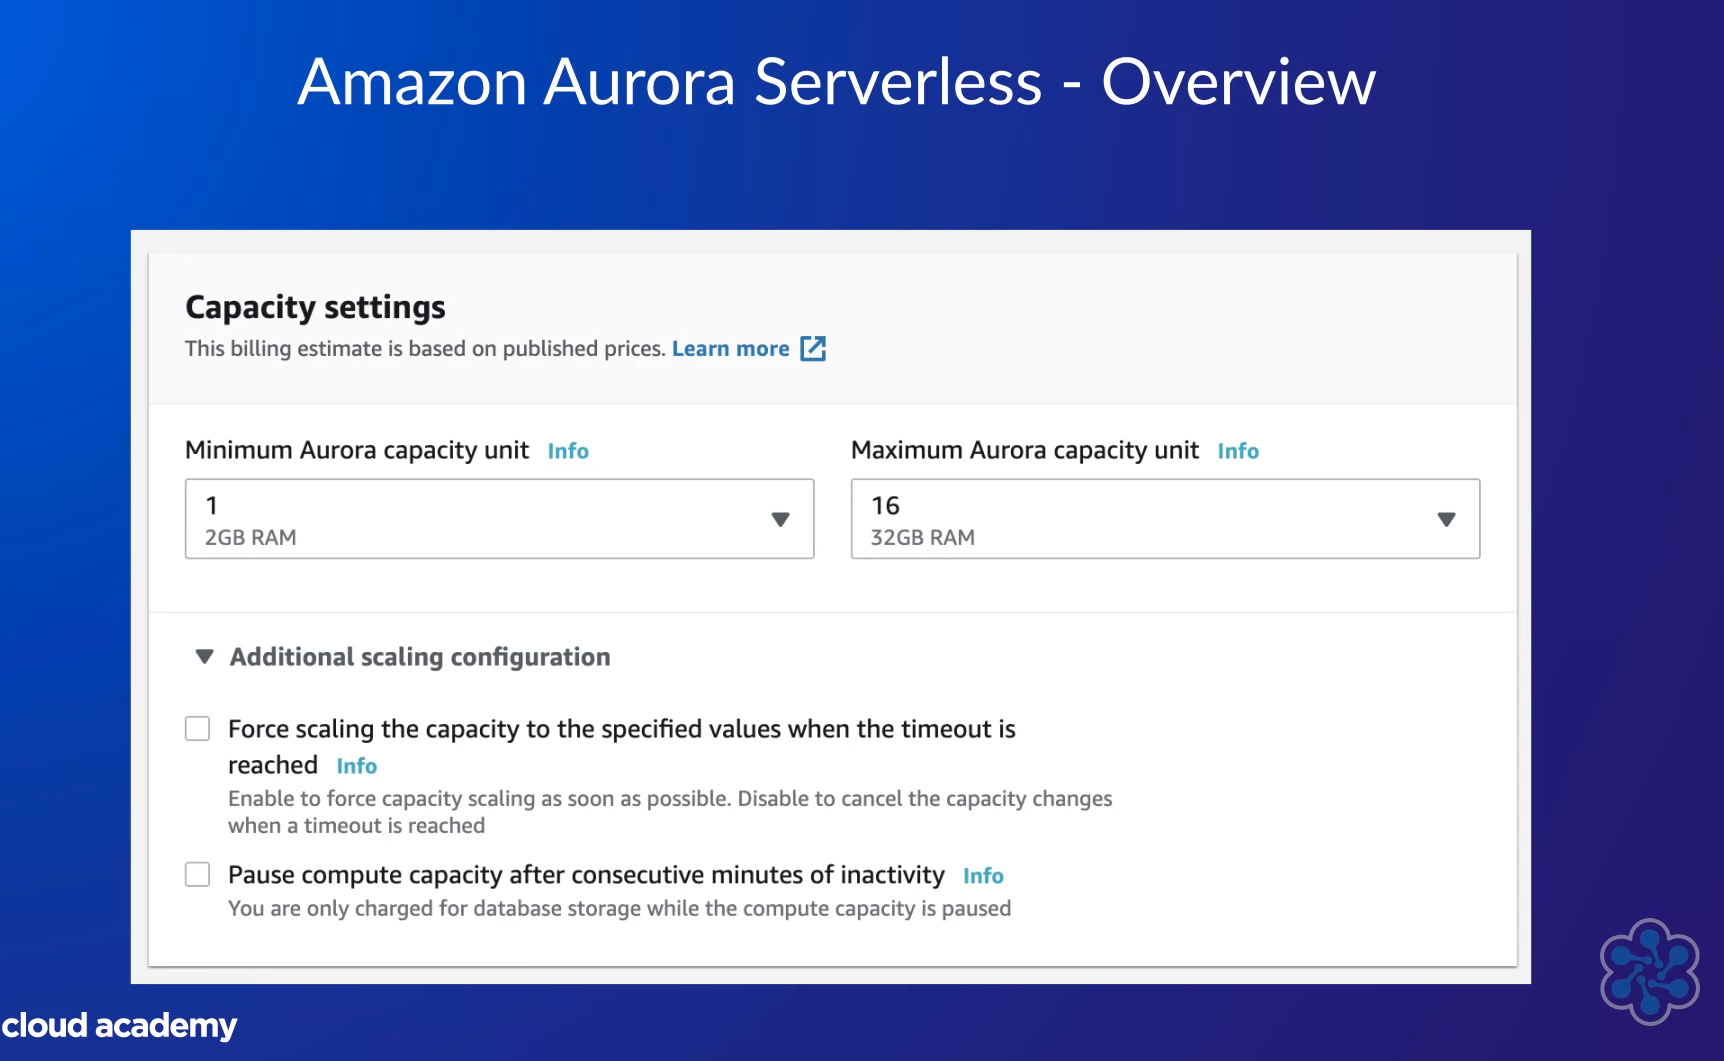 Amazon Aurora Serverless - Overview
Capacity settings
This billing estimate is based on published prices. Learn more
Minimum Aurora capacity unit Info
1
2GB RAM
Maximum Aurora capacity unit Info
16
32GB RAM
Additional scaling configuration
Force scaling the capacity to the specified values when the timeout is
reached Info
Enable to force capacity scaling as soon as possible. Disable to cancel the capacity changes
when a timeout is reached
Pause compute capacity after consecutive minutes of inactivity Info
You are only charged for database storage while the compute capacity is paused
cloud academy